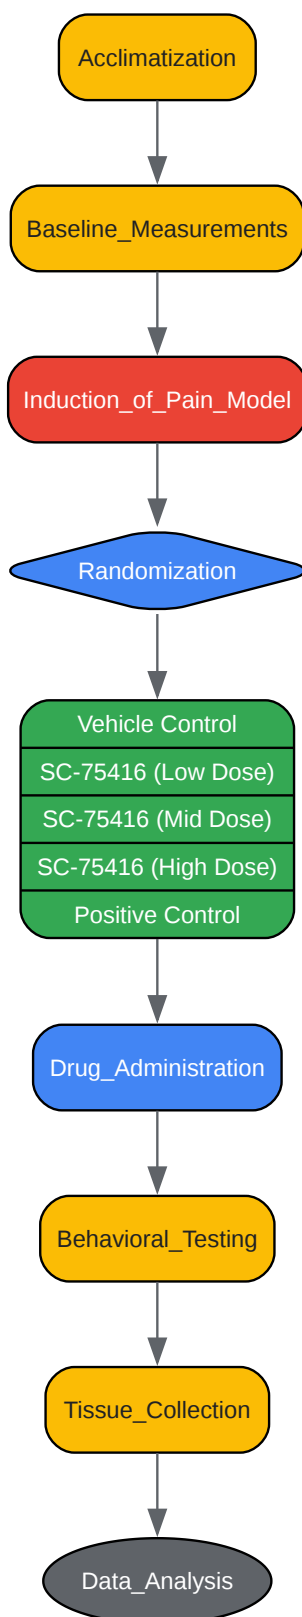 Acclimatization
Baseline_Measurements
Induction_of_Pain_Model
Randomization
Vehicle Control
SC-75416 (Low Dose)
SC-75416 (Mid Dose)
SC-75416 (High Dose)
Positive Control
Drug_Administration
Behavioral_Testing
Tissue_Collection
Data_Analysis